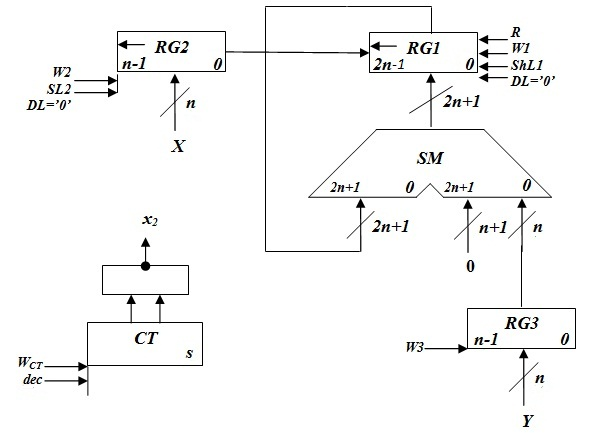 RG2
n-1 0
W2
SL2
DL='0'
n
X
RG1
2n-1 0
R
W1
ShL1
DL='0'
2n+1
SM
2n+1 0 2n+1 0
2n+1
n+1
n
0
x2
CT
s
WCT
dec
RG3
n-1 0
W3
n
Y